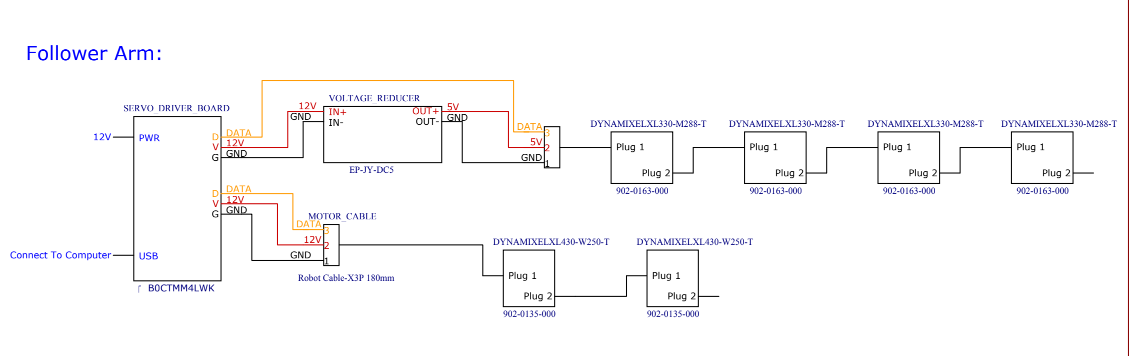 Follower Arm:
SERVO_DRIVER_BOARD
12V
PWR
D
DATA
V
12V
G
GND
D
DATA
V
12V
G
GND
Connect To Computer
USB
B0CTMM4LWK
VOLTAGE_REDUCER
12V
GND
IN+
IN-
OUT+
OUT-
5V
GND
EP-JY-DC5
DATA
3
5V
2
GND
1
DYNAMIXELXL330-M288-T
Plug 1
Plug 2
902-0163-000
DYNAMIXELXL330-M288-T
Plug 1
Plug 2
902-0163-000
DYNAMIXELXL330-M288-T
Plug 1
Plug 2
902-0163-000
DYNAMIXELXL330-M288-T
Plug 1
Plug 2
902-0163-000
MOTOR_CABLE
DATA
3
12V
2
GND
1
Robot Cable-X3P 180mm
DYNAMIXELXL430-W250-T
Plug 1
Plug 2
902-0135-000
DYNAMIXELXL430-W250-T
Plug 1
Plug 2
902-0135-000